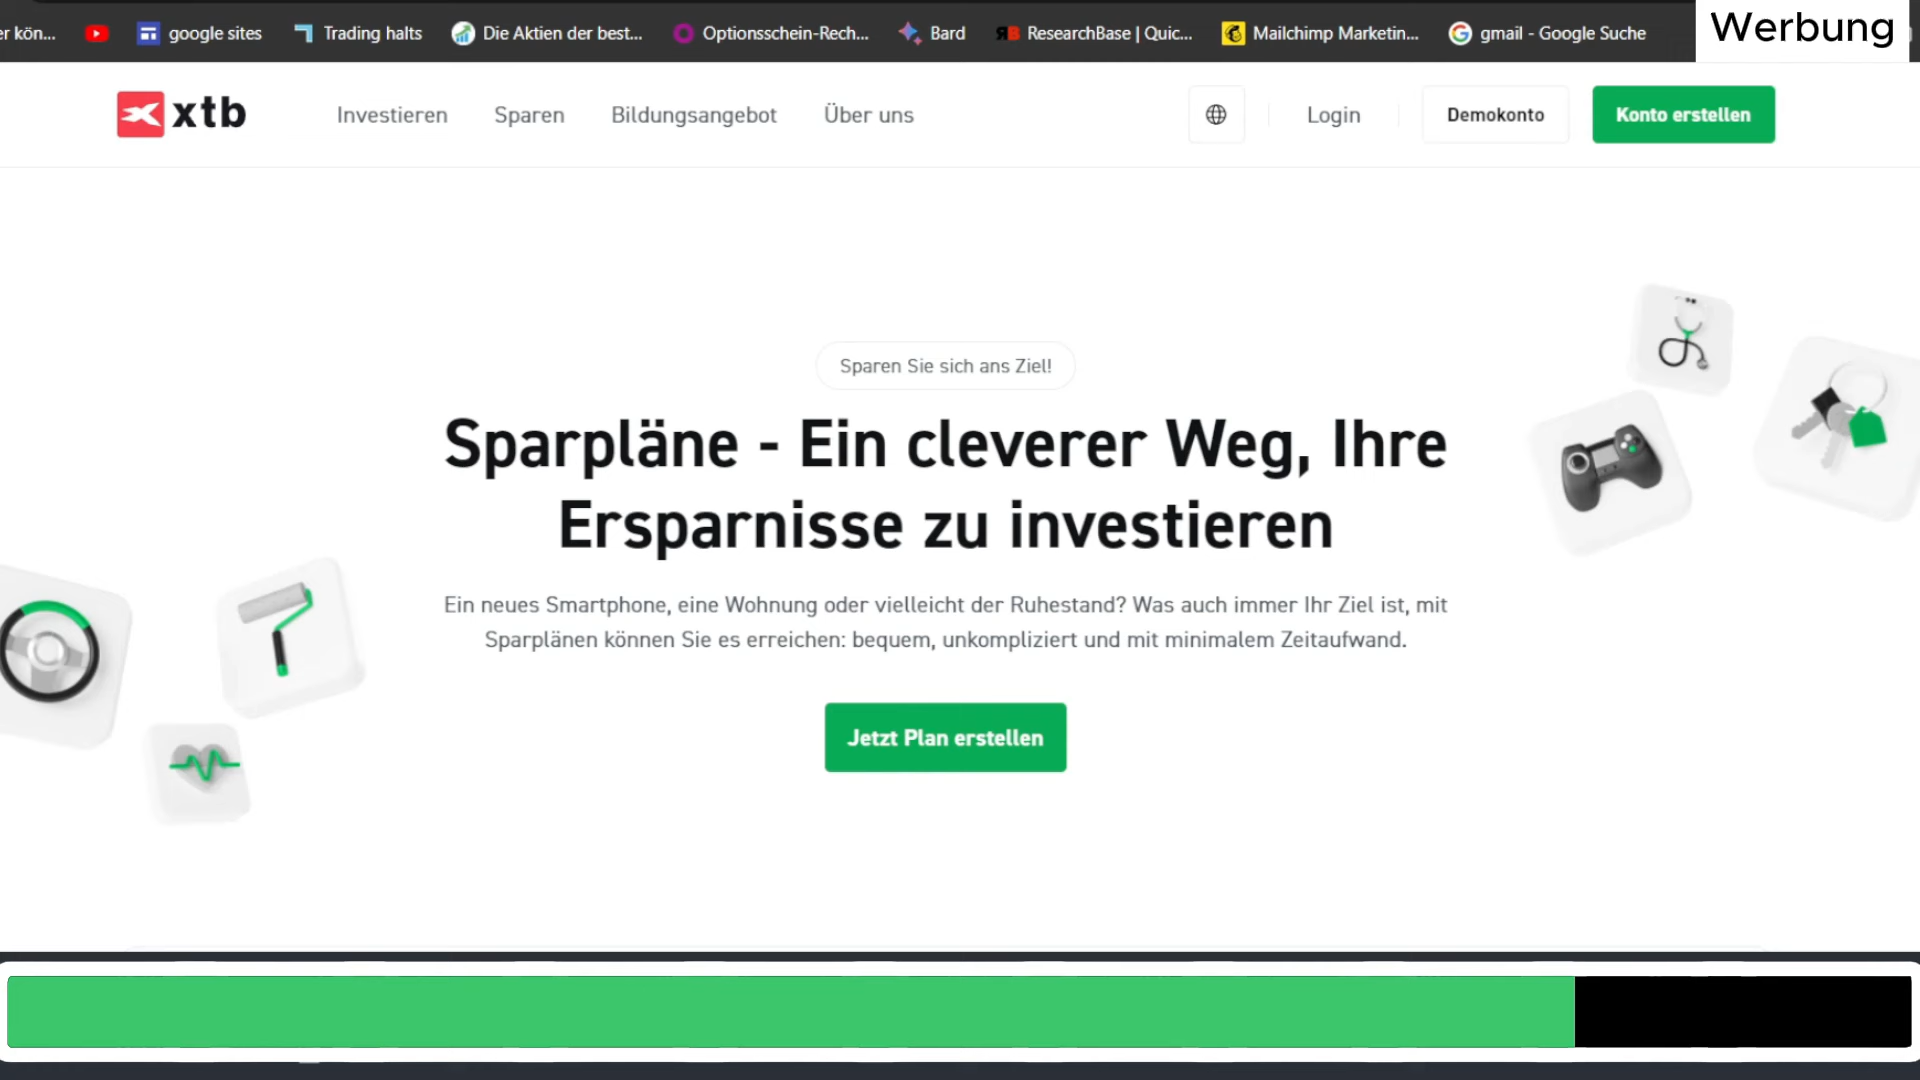 er kön...
google sites
Trading halts
Die Aktien der best...
Optionsschein-Rech...
Bard
RB ResearchBase | Quic...
Mailchimp Marketin...
gmail - Google Suche
Werbung
xtb
Investieren
Sparen
Bildungsangebot
Über uns
Login
Demokonto
Konto erstellen
Sparen Sie sich ans Ziel!
Sparpläne - Ein cleverer Weg, Ihre
Ersparnisse zu investieren
Ein neues Smartphone, eine Wohnung oder vielleicht der Ruhestand? Was auch immer Ihr Ziel ist, mit
Sparplänen können Sie es erreichen: bequem, unkompliziert und mit minimalem Zeitaufwand.
Jetzt Plan erstellen